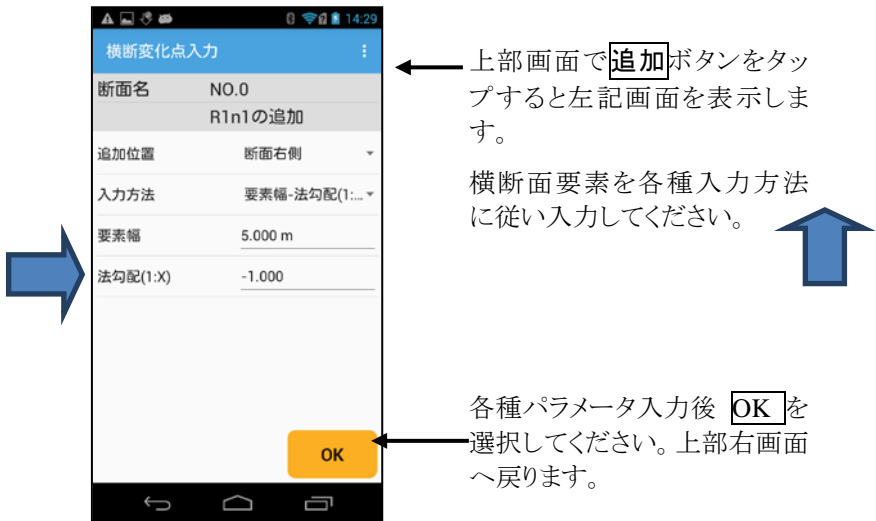 14:29
横断変化点入力
断面名 NO.0
R1n1の追加
追加位置 断面右側
入力方法 要素幅-法勾配(1:...
要素幅 5.000 m
法勾配(1:X) -1.000
OK
上部画面で追加ボタンをタッ
プすると左記画面を表示しま
す。
横断面要素を各種入力方法
に従い入力してください。
各種パラメータ入力後 OK を
選択してください。上部右画面
へ戻ります。